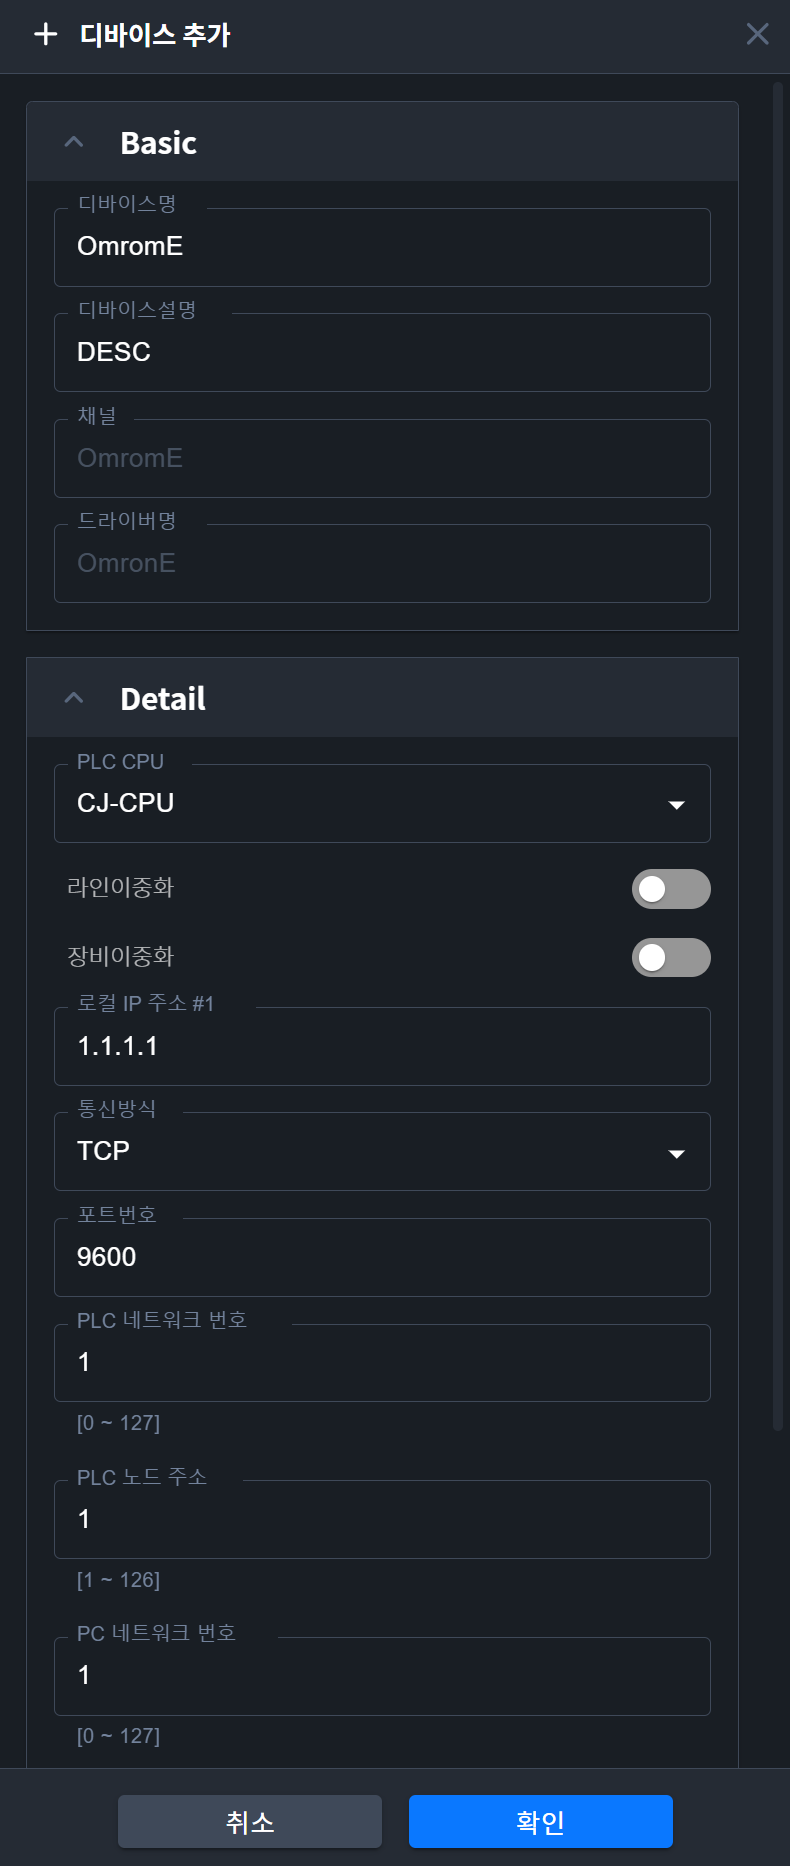 디바이스 추가
Basic
디바이스명
OmromE
디바이스설명
DESC
채널
OmromE
드라이버명
OmronE
Detail
PLC CPU
CJ-CPU
라인이중화
장비이중화
로컬 IP 주소 #1
1.1.1.1
통신방식
TCP
포트번호
9600
PLC 네트워크 번호
1
[0 ~ 127]
PLC 노드 주소
1
[1 ~ 126]
PC 네트워크 번호
1
[0 ~ 127]
취소 확인